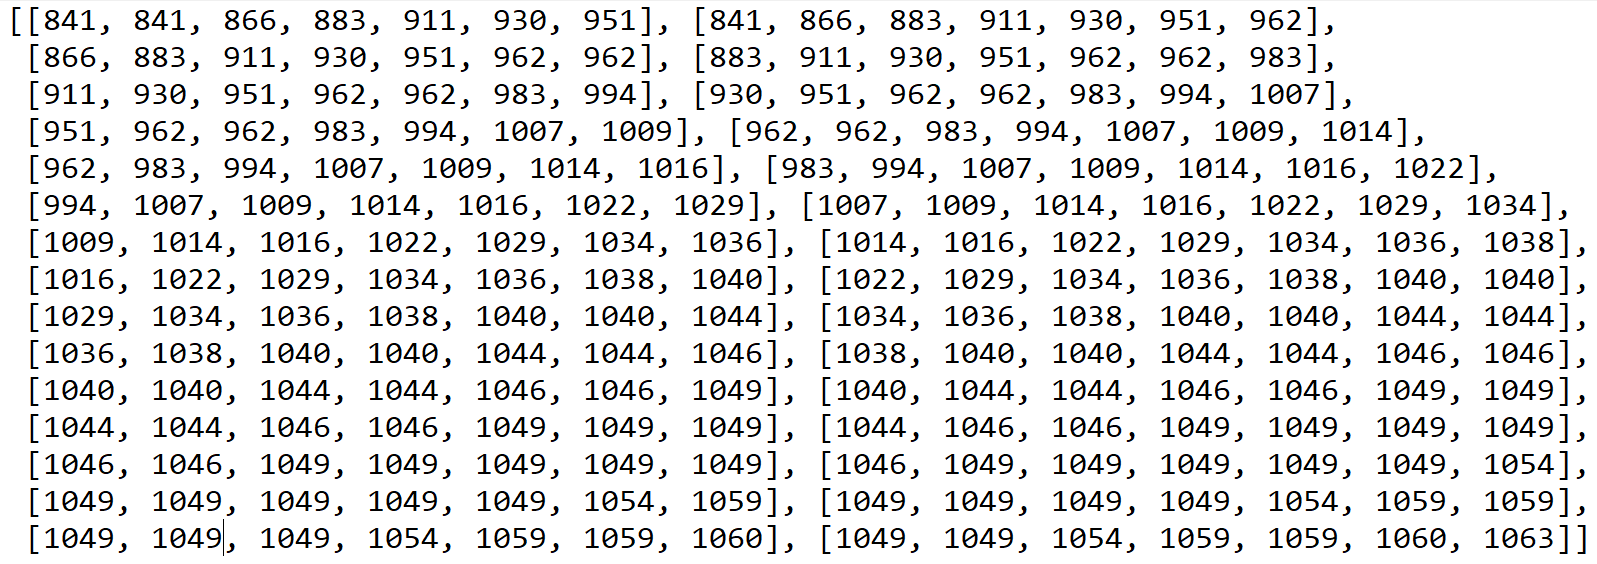 [[841, 841, 866, 883, 911, 930, 951], [841, 866, 883, 911, 930, 951, 962],
[866, 883, 911, 930, 951, 962, 962], [883, 911, 930, 951, 962, 962, 983],
[911, 930, 951, 962, 962, 983, 994], [930, 951, 962, 962, 983, 994, 1007],
[951, 962, 962, 983, 994, 1007, 1009], [962, 962, 983, 994, 1007, 1009, 1014],
[962, 983, 994, 1007, 1009, 1014, 1016], [983, 994, 1007, 1009, 1014, 1016, 1022],
[994, 1007, 1009, 1014, 1016, 1022, 1029], [1007, 1009, 1014, 1016, 1022, 1029, 1034],
[1009, 1014, 1016, 1022, 1029, 1034, 1036], [1014, 1016, 1022, 1029, 1034, 1036, 1038],
[1016, 1022, 1029, 1034, 1036, 1038, 1040], [1022, 1029, 1034, 1036, 1038, 1040, 1040],
[1029, 1034, 1036, 1038, 1040, 1040, 1044], [1034, 1036, 1038, 1040, 1040, 1044, 1044],
[1036, 1038, 1040, 1040, 1044, 1044, 1046], [1038, 1040, 1040, 1044, 1044, 1046, 1046],
[1040, 1040, 1044, 1044, 1046, 1046, 1049], [1040, 1044, 1044, 1046, 1046, 1049, 1049],
[1044, 1044, 1046, 1046, 1049, 1049, 1049], [1044, 1046, 1046, 1049, 1049, 1049, 1049],
[1046, 1046, 1049, 1049, 1049, 1049, 1049], [1046, 1049, 1049, 1049, 1049, 1049, 1054],
[1049, 1049, 1049, 1049, 1049, 1054, 1059], [1049, 1049, 1049, 1049, 1054, 1059, 1059],
[1049, 1049, 1049, 1054, 1059, 1059, 1060], [1049, 1049, 1054, 1059, 1059, 1060, 1063]]